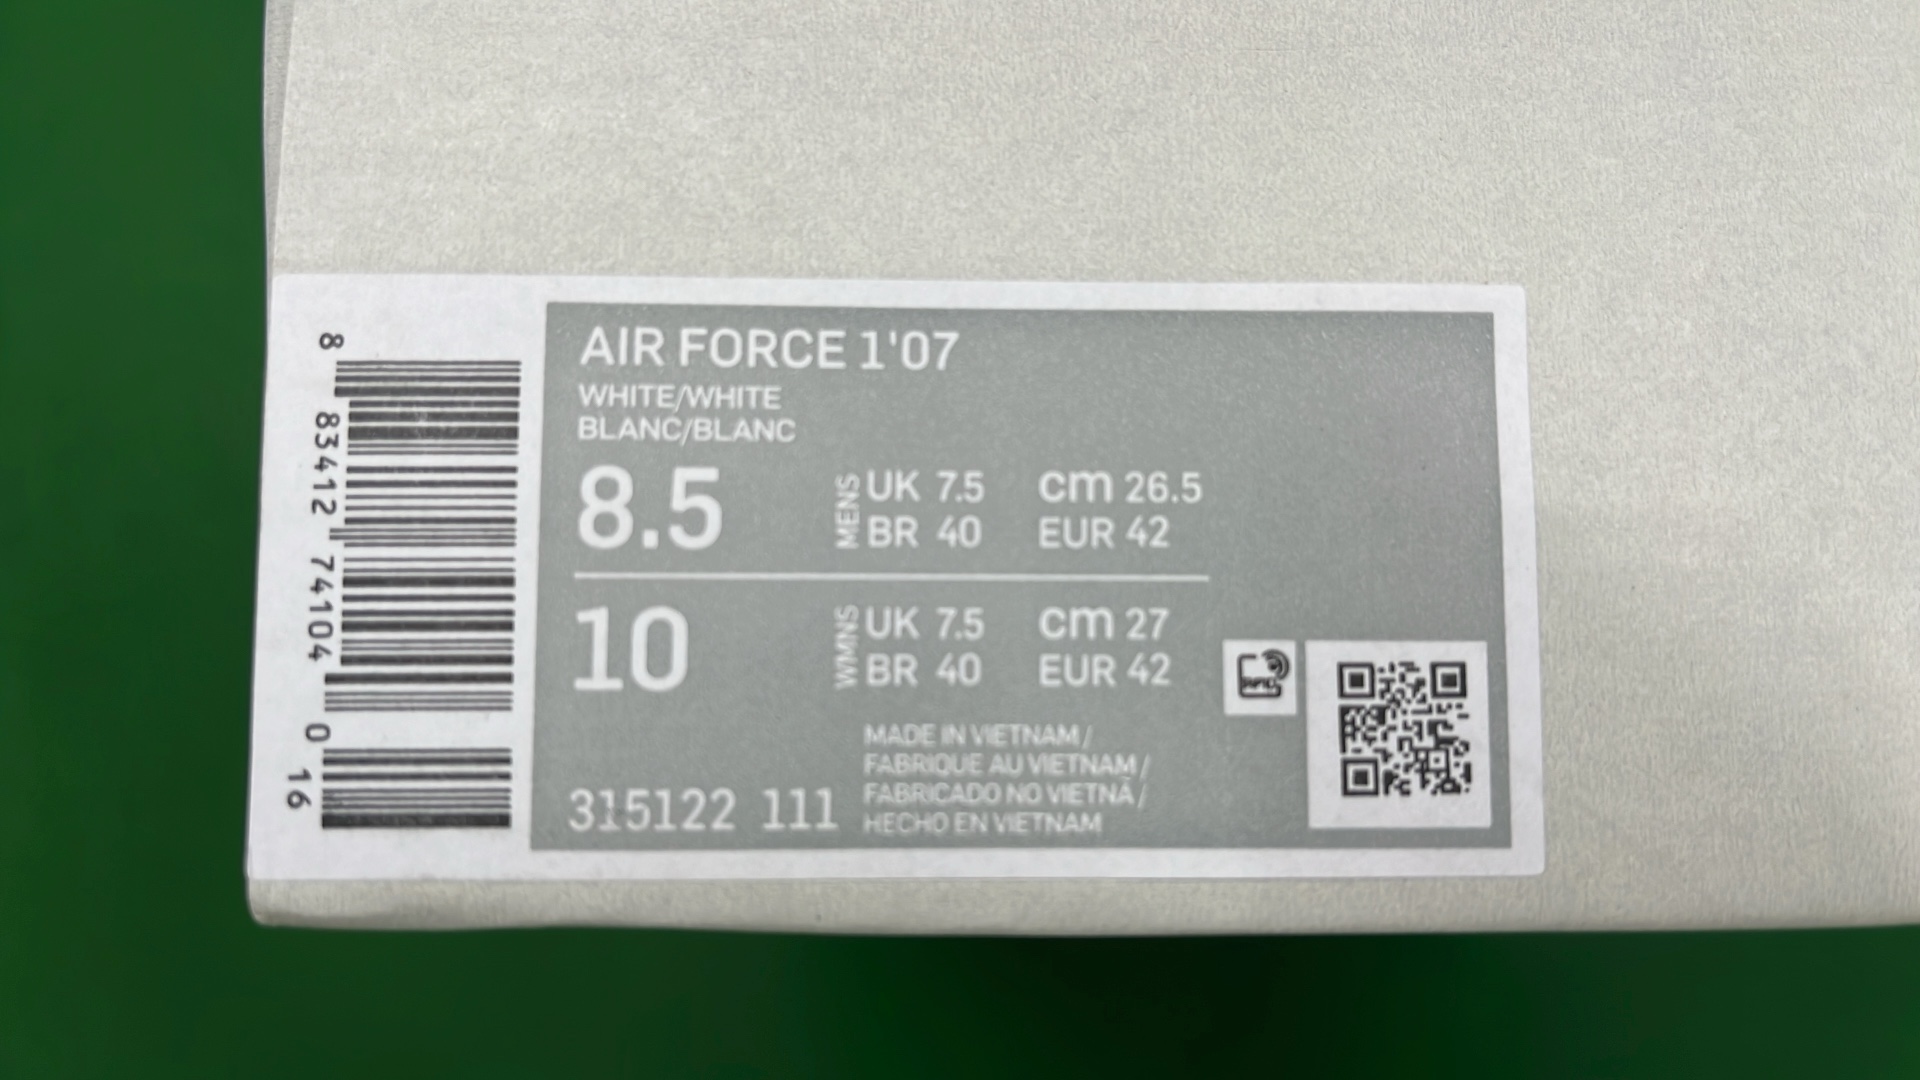 AIR FORCE 1'07
WHITE/WHITE
BLANC/BLANC
8.5 MENS UK 7.5 cm 26.5
BR 40 EUR 42
10 WMNS UK 7.5 cm 27
BR 40 EUR 42
MADE IN VIETNAM /
FABRIQUE AU VIETNAM /
FABRICADO NO VIETNÃ /
HECHO EN VIETNAM
315122 111
8 83412 74104 0
16